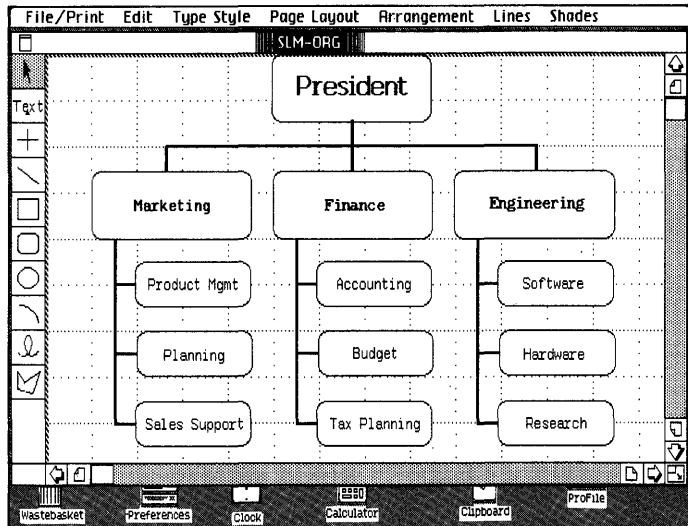 File/Print Edit Type Style Page Layout Arrangement Lines Shades
SLM-ORG
President
Text
Marketing Finance Engineering
Product Mgmt Accounting Software
Planning Budget Hardware
Sales Support Tax Planning Research
Wastebasket Preferences Clock Calculator Clipboard ProFile